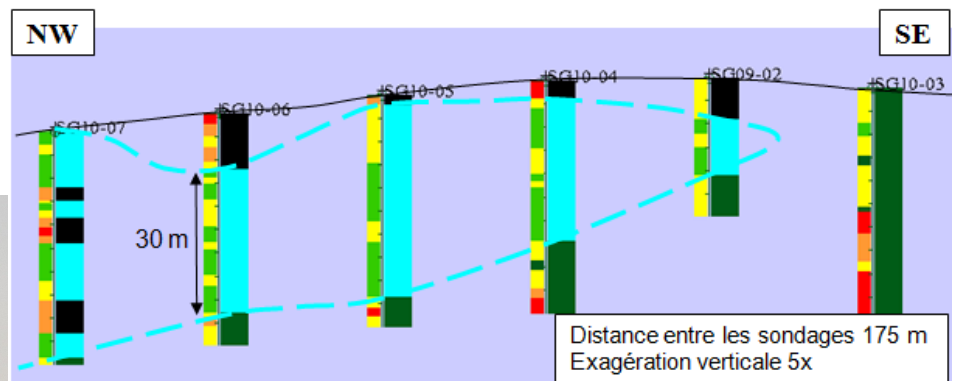 NW
SE
SG10-07
SG10-06
SG10-05
SG10-04
SG09-02
SG10-03
30 m
Distance entre les sondages 175 m
Exagération verticale 5x